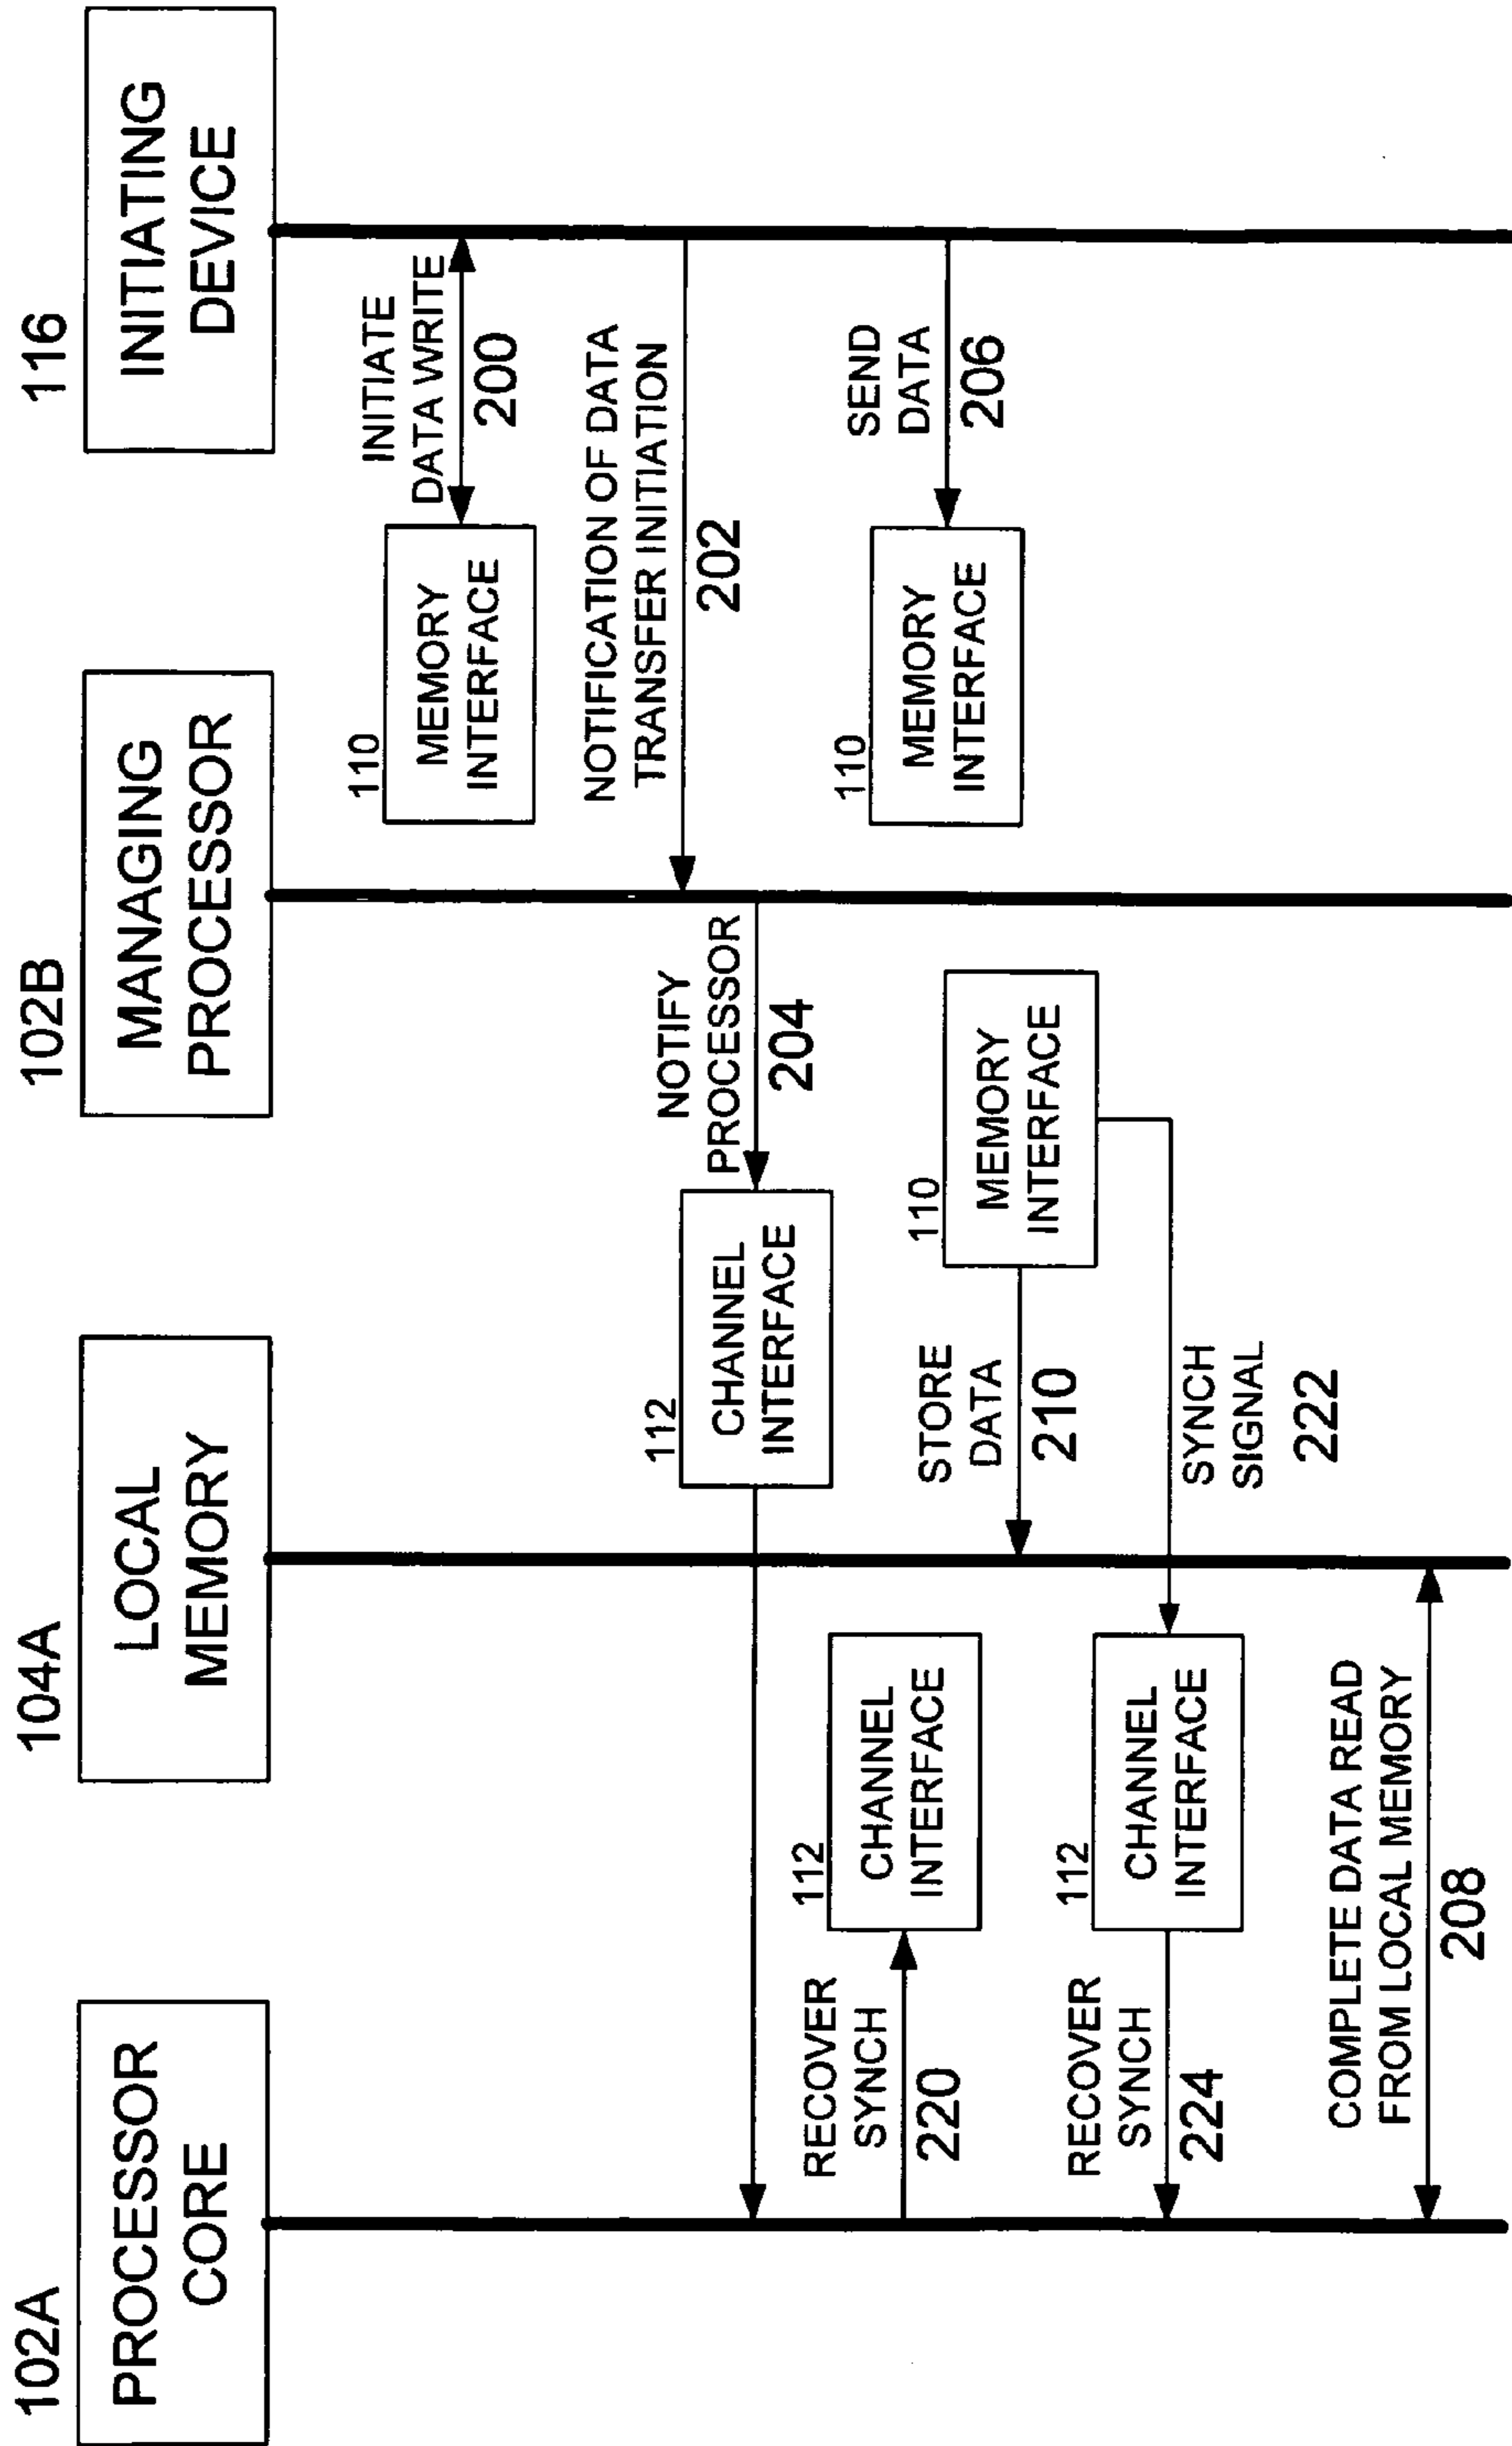 102A
PROCESSOR
CORE
104A
LOCAL
MEMORY
102B
MANAGING
PROCESSOR
116
INITIATING
DEVICE
INITIATE
DATA WRITE
200
110
MEMORY
INTERFACE
NOTIFICATION OF DATA
TRANSFER INITIATION
202
NOTIFY
PROCESSOR
204
112
CHANNEL
INTERFACE
SEND
DATA
206
110
MEMORY
INTERFACE
RECOVER
SYNCH
220
112
CHANNEL
INTERFACE
STORE
DATA
210
110
MEMORY
INTERFACE
SYNCH
SIGNAL
222
RECOVER
SYNCH
224
112
CHANNEL
INTERFACE
COMPLETE DATA READ
FROM LOCAL MEMORY
208